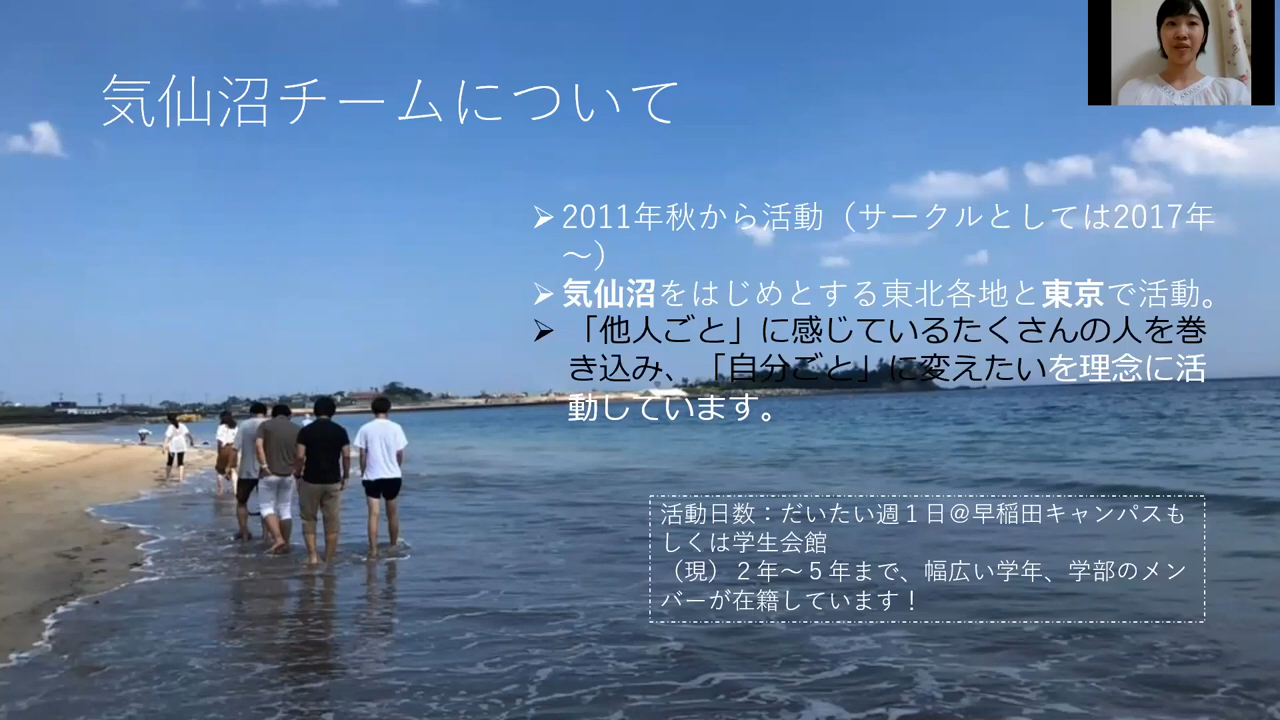 気仙沼チームについて
➢2011年秋から活動（サークルとしては2017年
～）
➢気仙沼をはじめとする東北各地と東京で活動。
➢「他人ごと」に感じているたくさんの人を巻
き込み、「自分ごと」に変えたいを理念に活
動しています。
活動日数：だいたい週１日＠早稲田キャンパスも
しくは学生会館
（現）２年～５年まで、幅広い学年、学部のメン
バーが在籍しています！